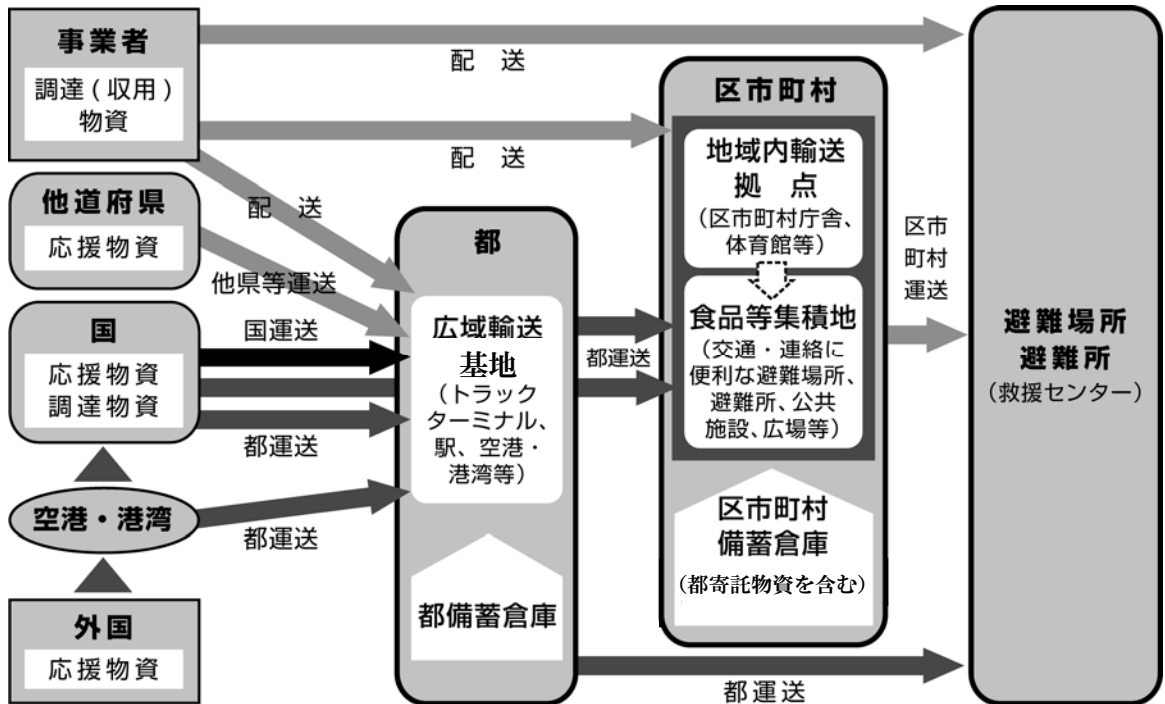 事業者
調達(収用)
物資
他道府県
応援物資
国
応援物資
調達物資
空港・港湾
外国
応援物資
配 送
配 送
配 送
他県等運送
国運送
都運送
都運送
都
広域輸送
基地
(トラック
ターミナル、
駅、空港・
港湾等)
都備蓄倉庫
都運送
区市町村
地域内輸送
拠 点
(区市町村庁舎、
体育館等)
食品等集積地
(交通・連絡に
便利な避難場所、
避難所、公共
施設、広場等)
区市町村
備蓄倉庫
(都寄託物資を含む)
区市
町村
運送
都運送
避難場所
避難所
(救援センター)